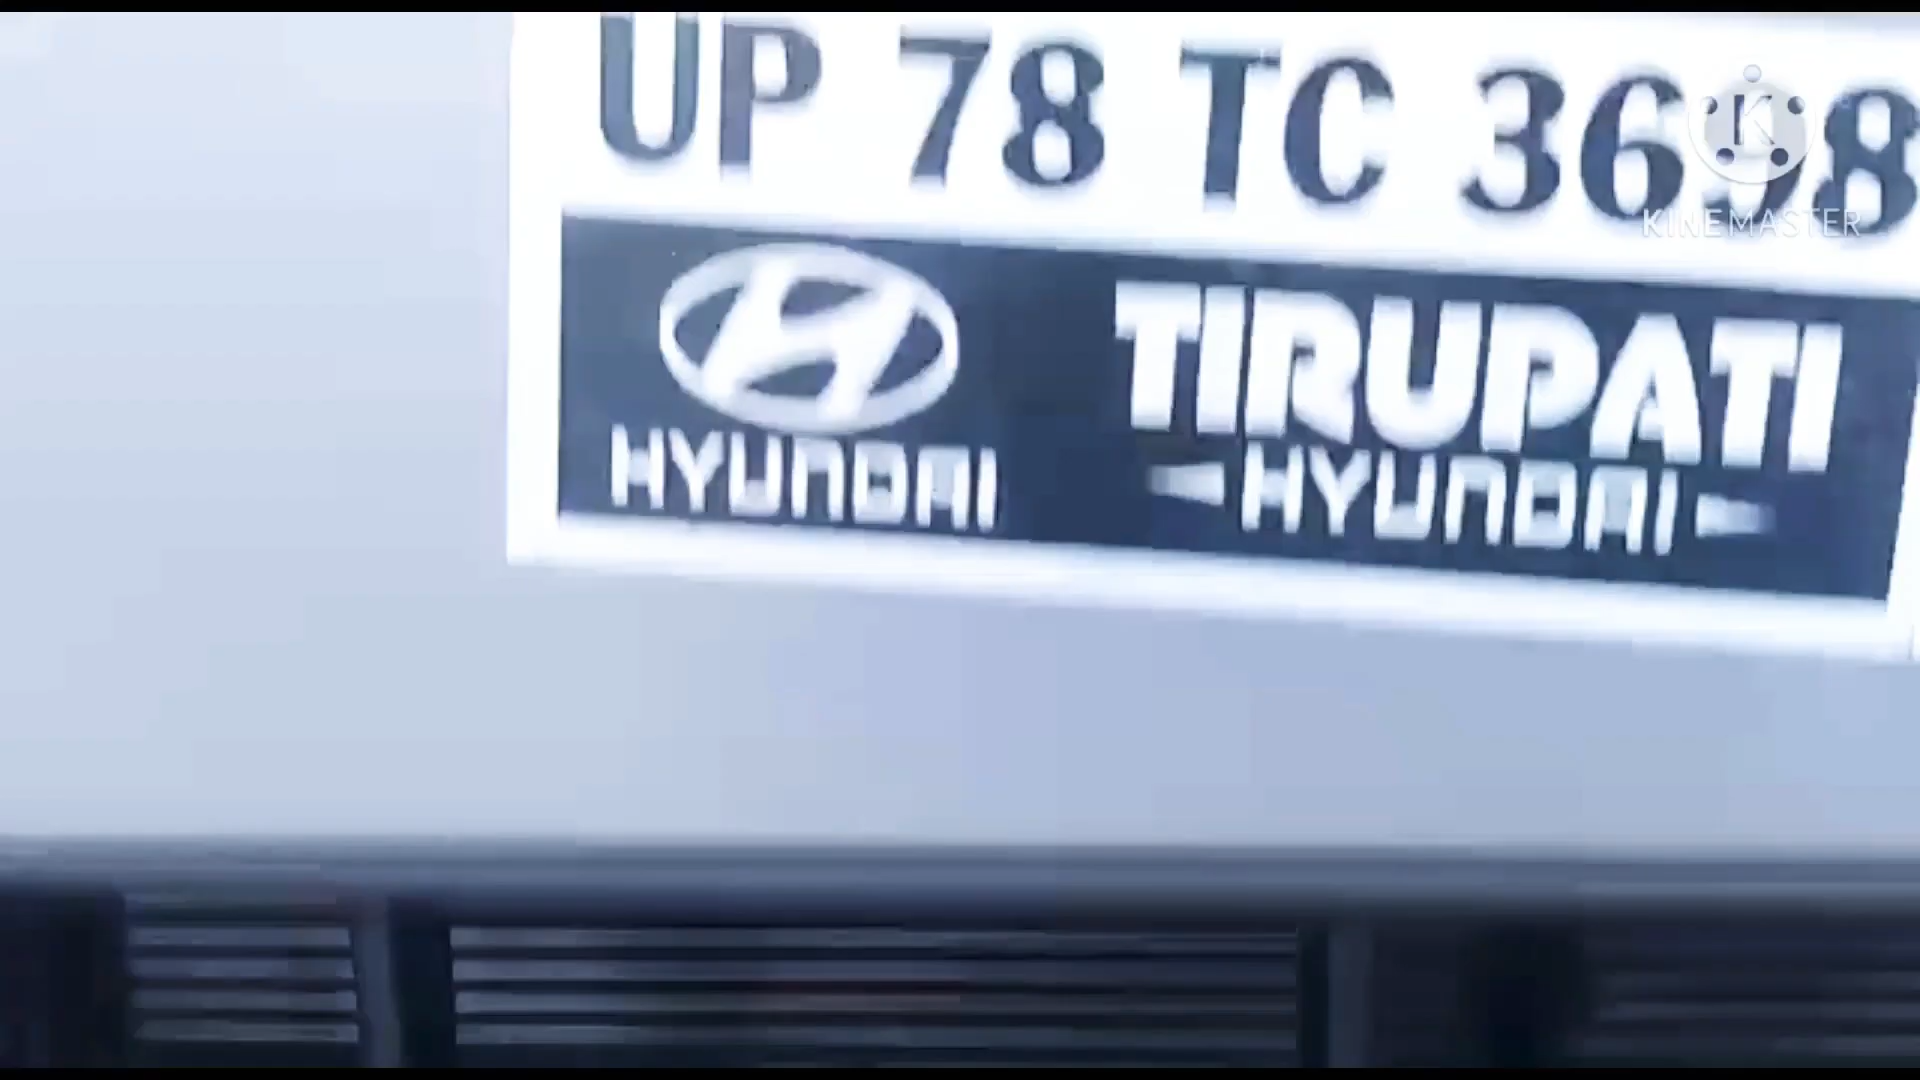 UP 78 TC 3698
HYUNDAI
TIRUPATI
HYUNDAI
K
KINEMASTER